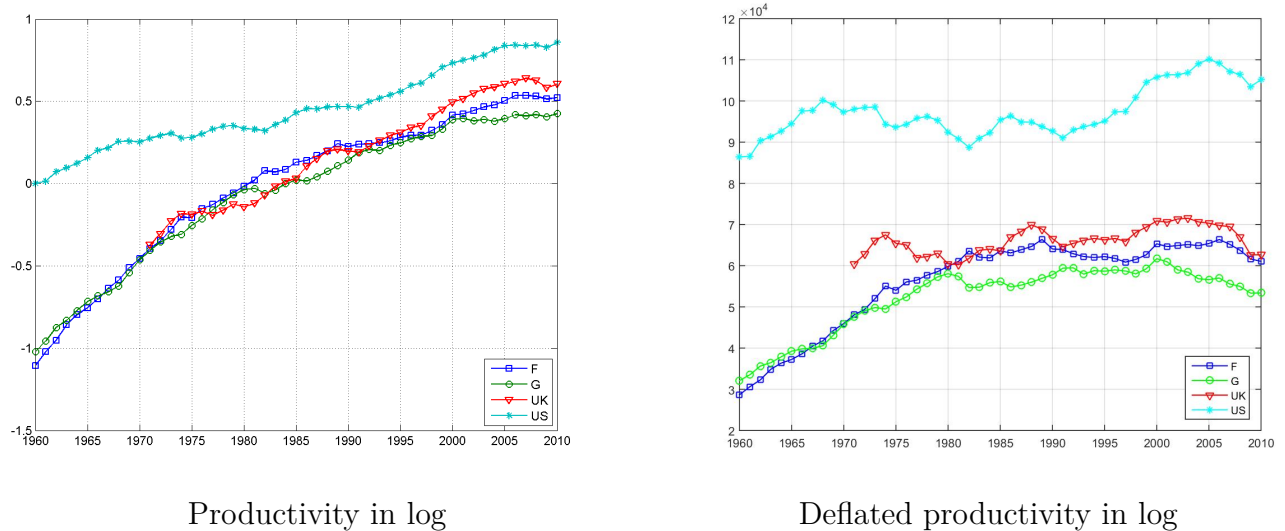 1
0.5
0
-0.5
-1
-1.5
1960 1965 1970 1975 1980 1985 1990 1995 2000 2005 2010
F
G
UK
US
Productivity in log
×10⁴
12
11
10
9
8
7
6
5
4
3
2
1960 1965 1970 1975 1980 1985 1990 1995 2000 2005 2010
F
G
UK
US
Deflated productivity in log